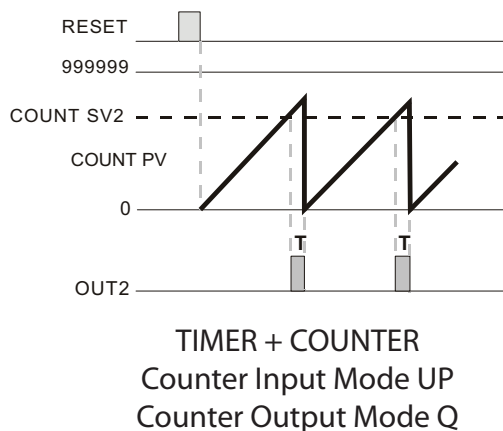 RESET
999999
COUNT SV2
COUNT PV
0
T T
OUT2
TIMER + COUNTER
Counter Input Mode UP
Counter Output Mode Q